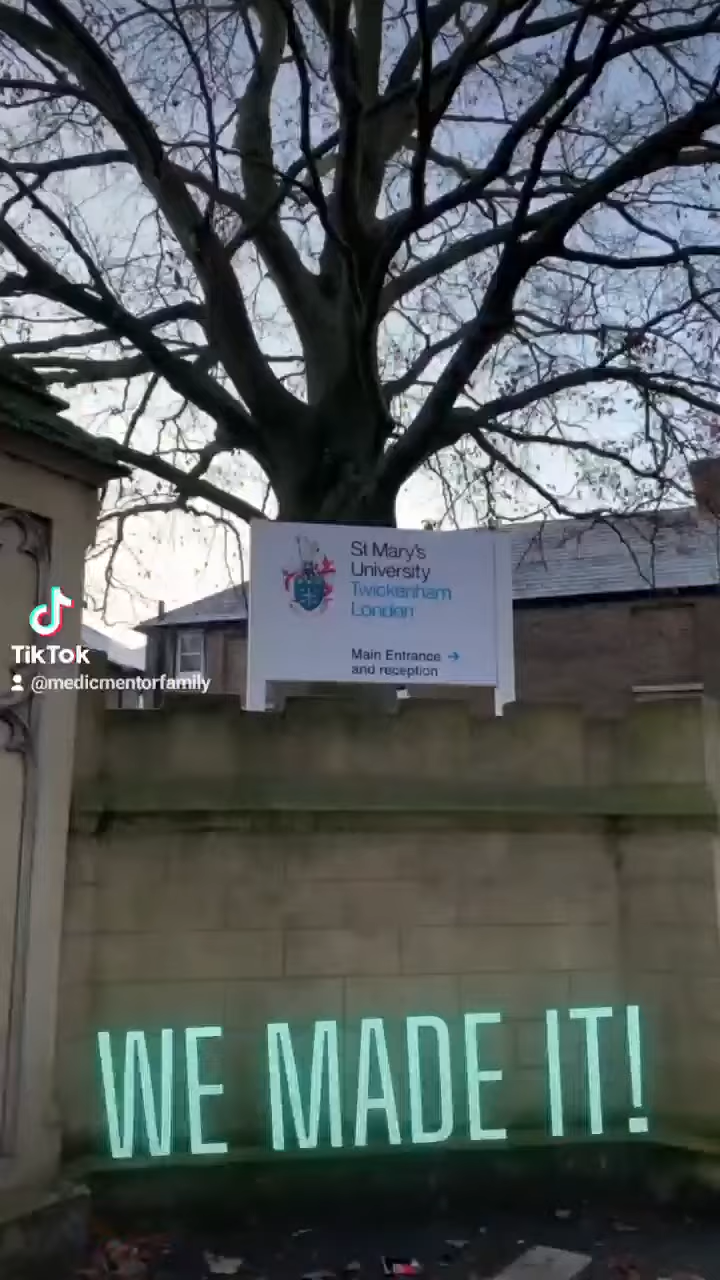 St Mary's
University
Twickenham
London
Main Entrance →
and reception
TikTok
@medicmentorfamily
WE MADE IT!